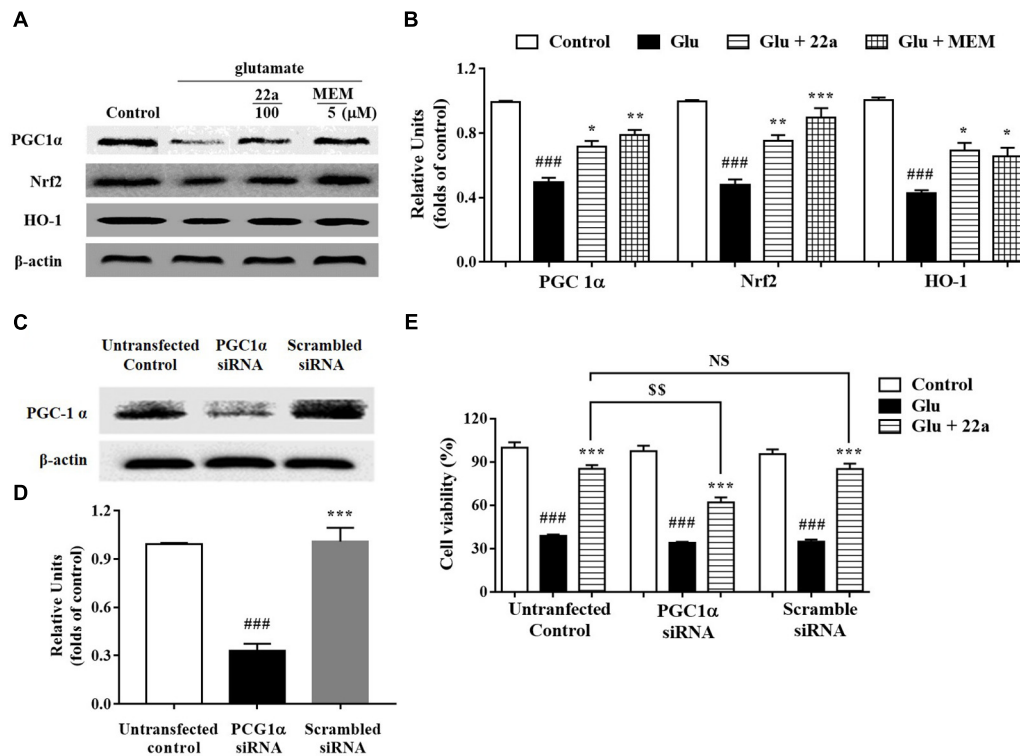 A
glutamate
Control
22a
100
MEM
5 (μM)
PGC1α
Nrf2
HO-1
β-actin
B
Control
Glu
Glu + 22a
Glu + MEM
Relative Units
(folds of control)
1.2
0.8
0.4
0.0
###
*
**
###
**
***
###
*
*
PGC 1α
Nrf2
HO-1
C
Untransfected
Control
PGC1α
siRNA
Scrambled
siRNA
PGC-1 α
β-actin
D
Relative Units
(folds of control)
1.2
0.9
0.6
0.3
0.0
###
***
Untransfected
control
PCG1α
siRNA
Scrambled
siRNA
E
NS
$$
Control
Glu
Glu + 22a
Cell viability (%)
120
90
60
30
0
###
***
###
***
###
***
Untranfected
Control
PGC1α
siRNA
Scramble
siRNA